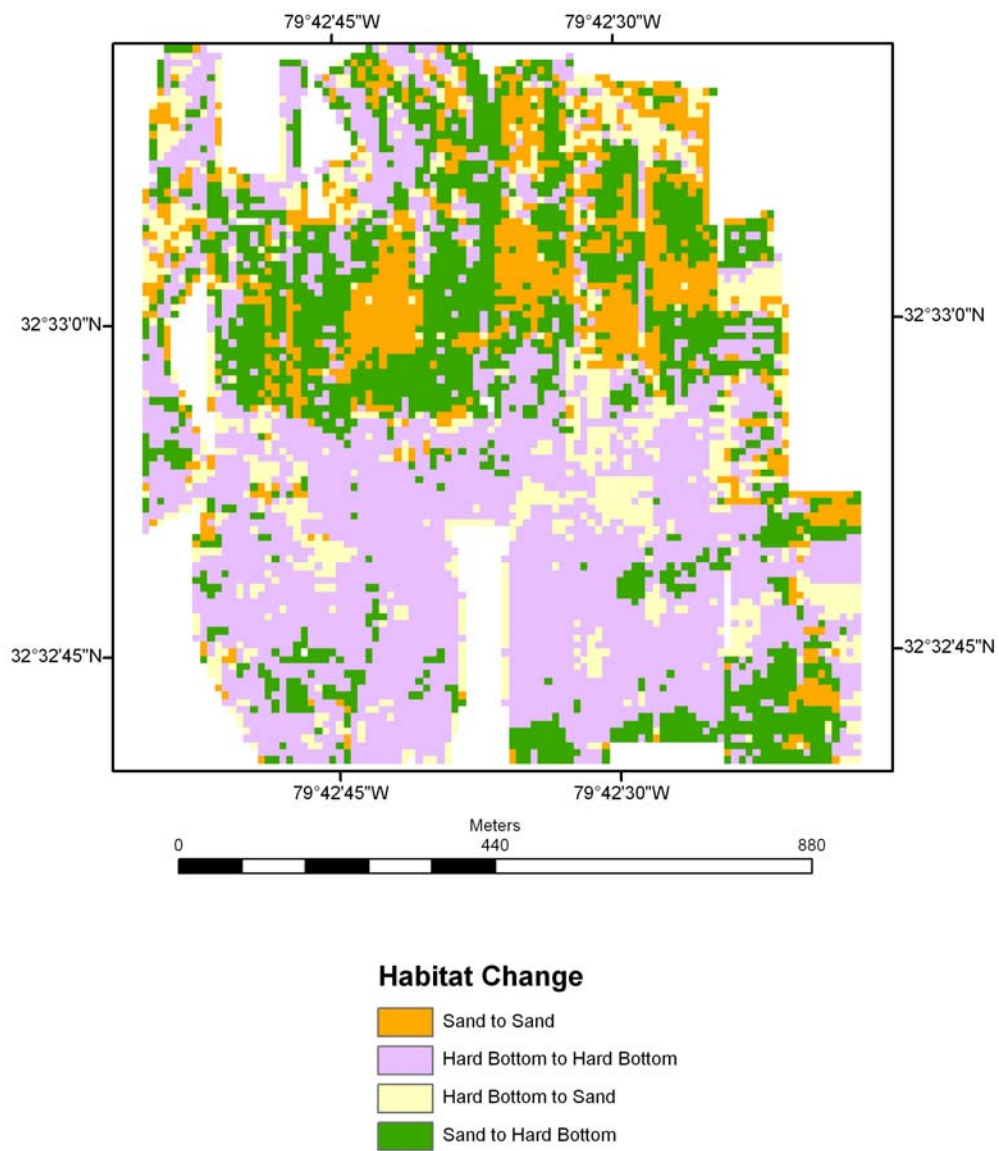 79°42'45"W 79°42'30"W
32°33'0"N 32°33'0"N
32°32'45"N 32°32'45"N
79°42'45"W 79°42'30"W
Meters
0 440 880
Habitat Change
Sand to Sand
Hard Bottom to Hard Bottom
Hard Bottom to Sand
Sand to Hard Bottom